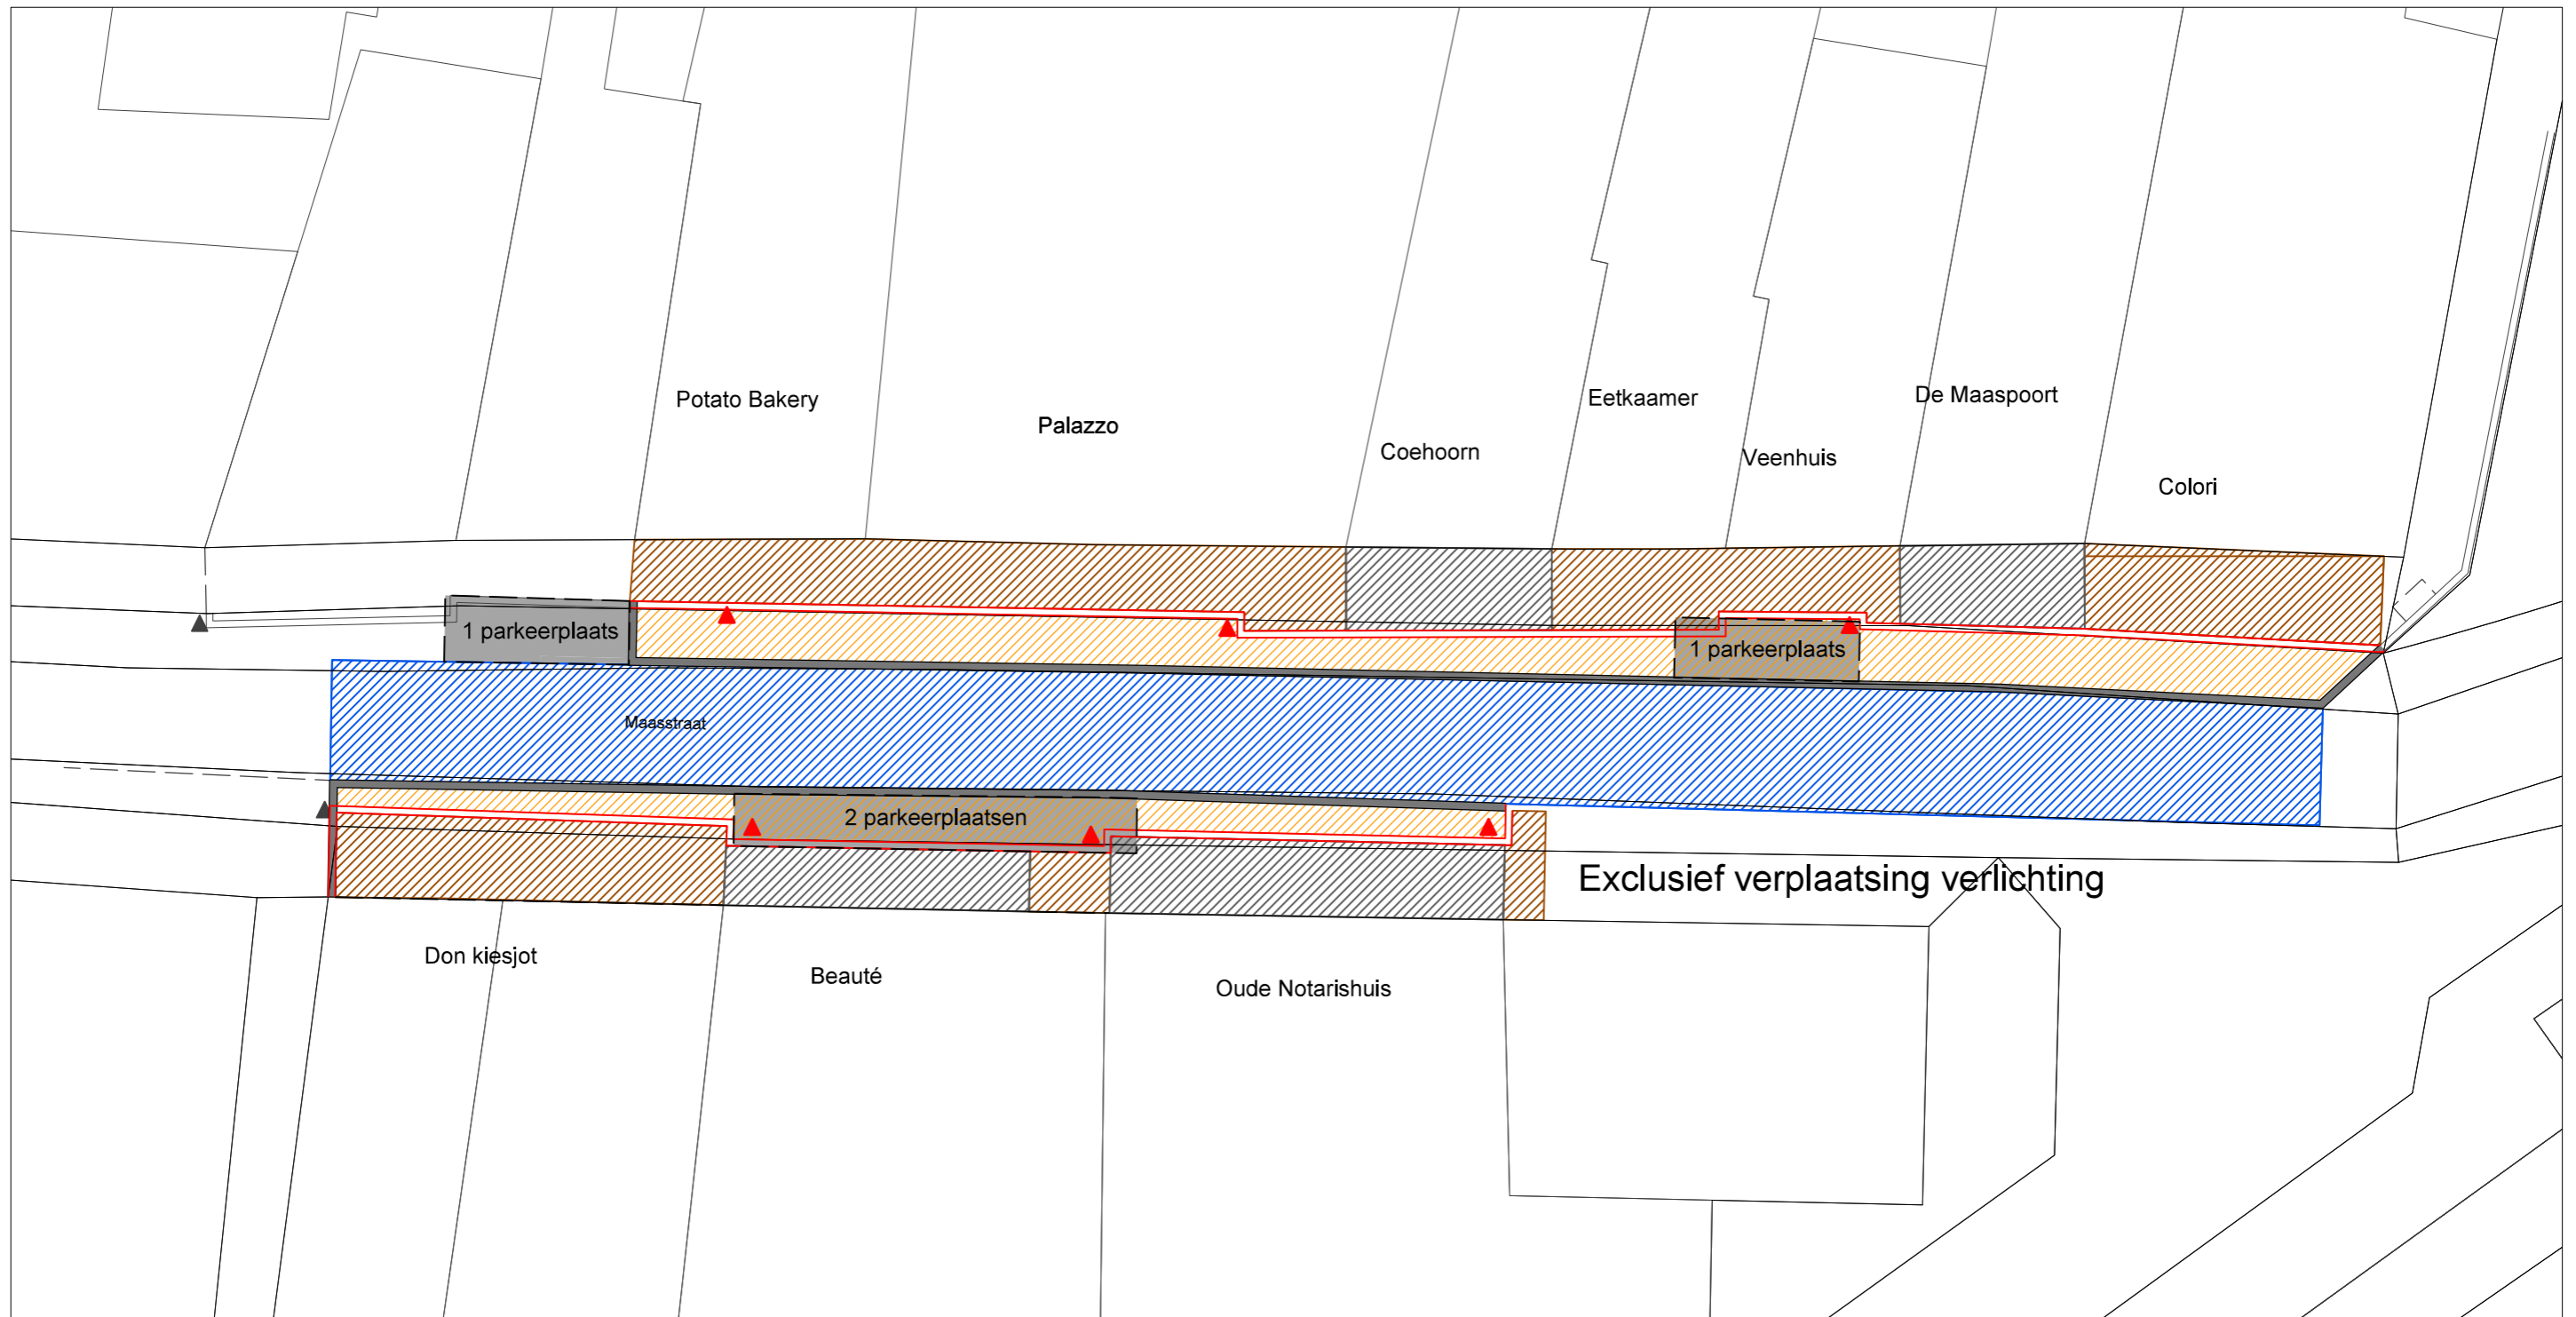 De Maaspoort
Eetkaamer
Potato Bakery
Palazzo
Coehoorn
Veenhuis
Colori
1 parkeerplaats
1 parkeerplaats
Maasstraat
2 parkeerplaatsen
Exclusief verplaatsing verlichting
Don kiesjot
Beauté
Oude Notarishuis